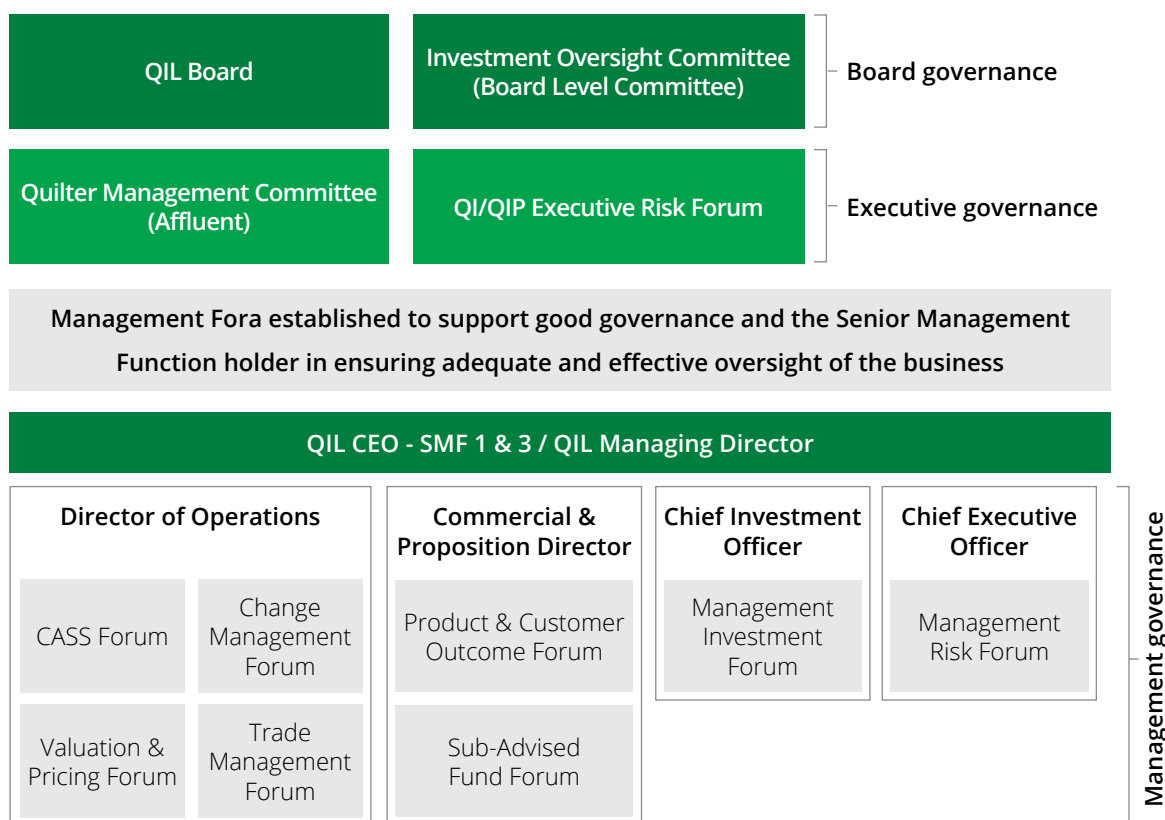 QIL Board
Investment Oversight Committee
(Board Level Committee)
Board governance
Quilter Management Committee
(Affluent)
QI/QIP Executive Risk Forum
Executive governance
Management Fora established to support good governance and the Senior Management
Function holder in ensuring adequate and effective oversight of the business
QIL CEO - SMF 1 & 3 / QIL Managing Director
Director of Operations
CASS Forum
Change
Management
Forum
Valuation &
Pricing Forum
Trade
Management
Forum
Commercial &
Proposition Director
Product & Customer
Outcome Forum
Sub-Advised
Fund Forum
Chief Investment
Officer
Management
Investment
Forum
Chief Executive
Officer
Management
Risk Forum
Management governance